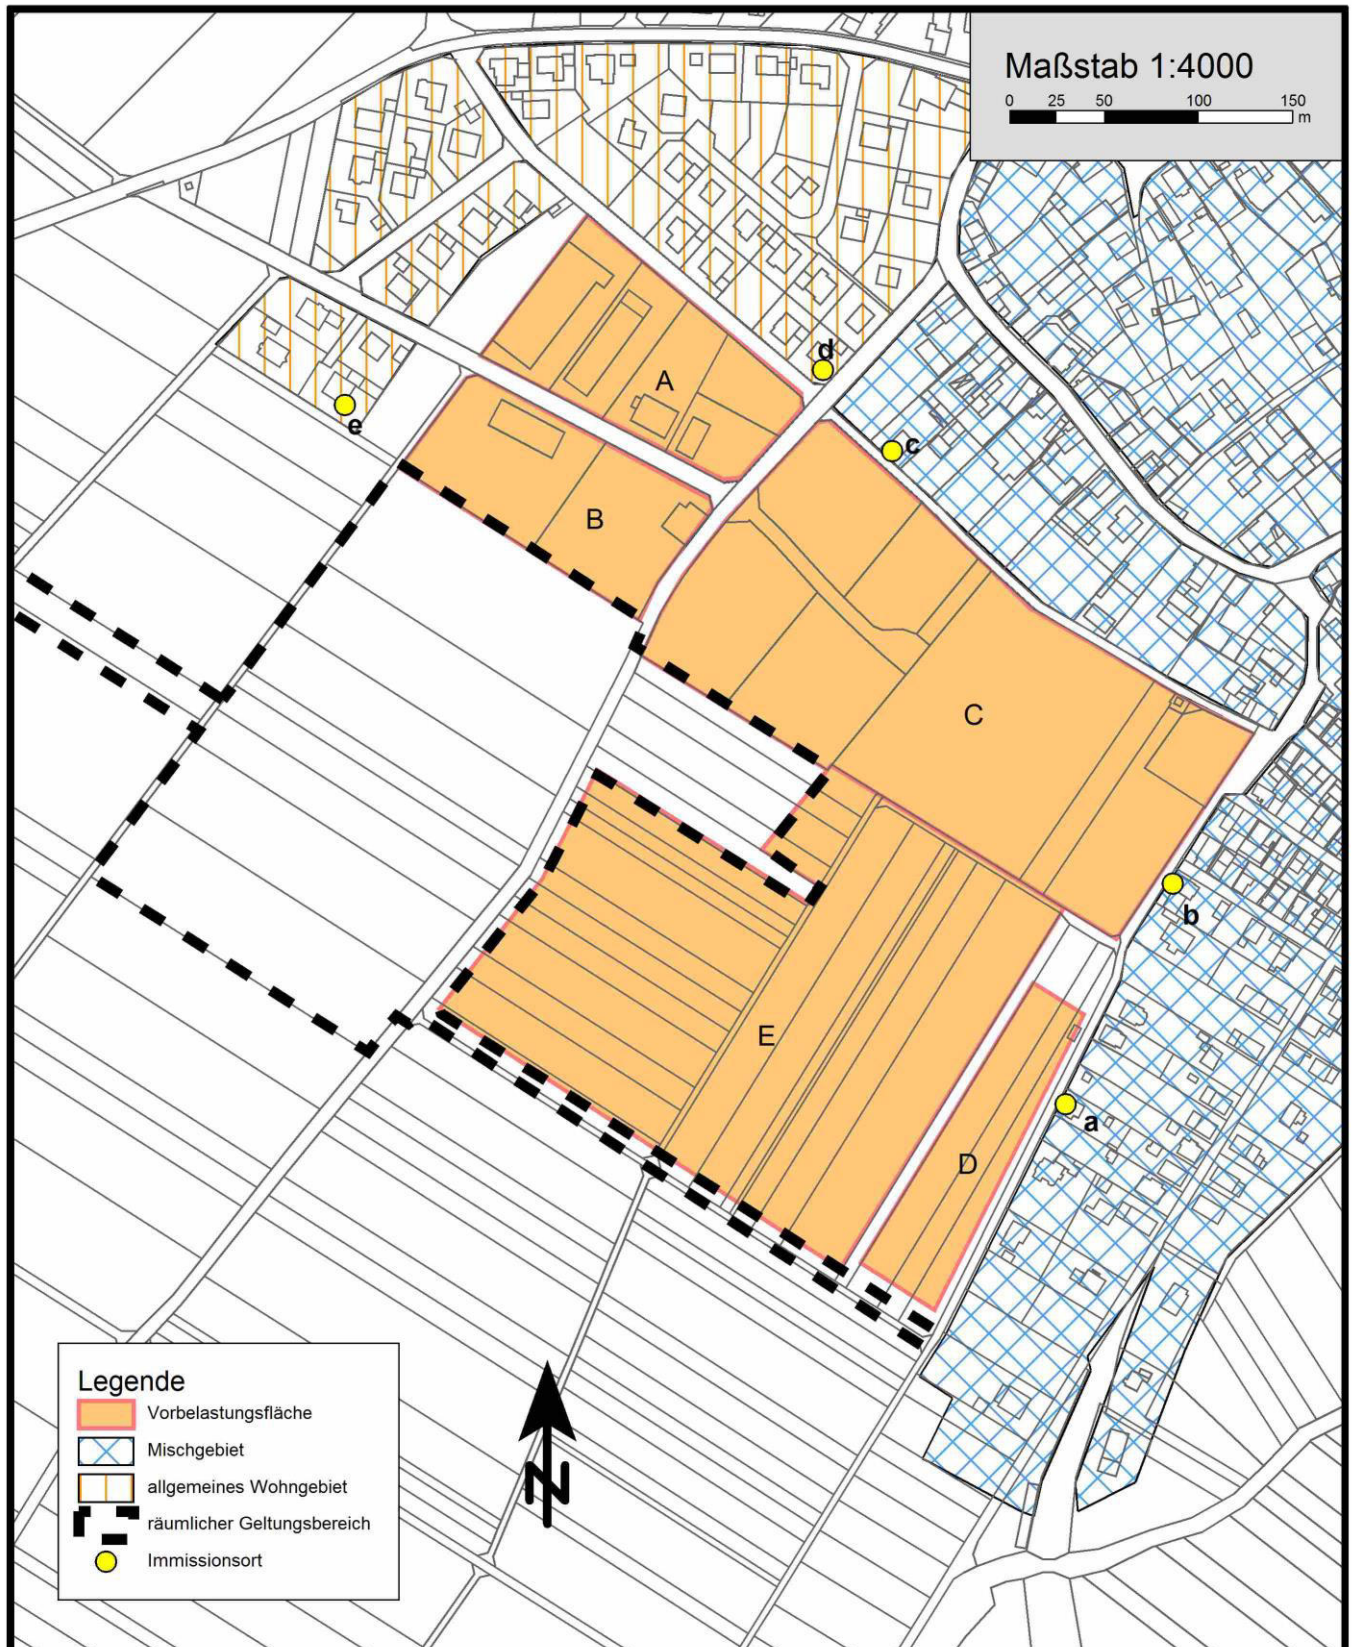 Maßstab 1:4000
0 25 50 100 150
m
d
A
c
e
B
C
b
E
a
D
Legende
Vorbelastungsfläche
Mischgebiet
allgemeines Wohngebiet
räumlicher Geltungsbereich
Immissionsort
N